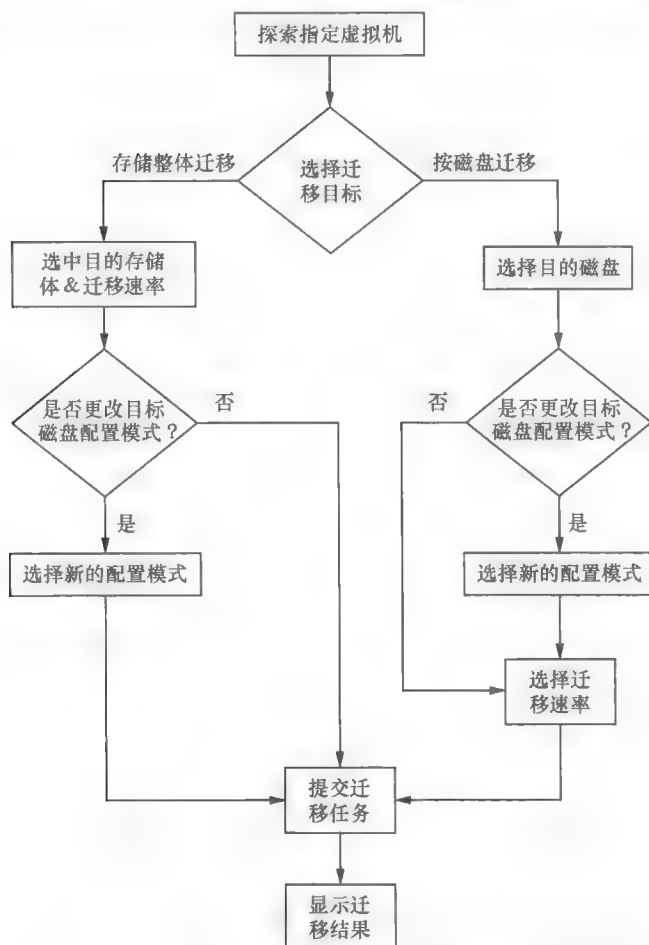 探索指定虚拟机
存储整体迁移
选择迁
移目标
按磁盘迁移
选中目的存储
体&迁移速率
选择目的磁盘
是否更改目标
磁盘配置模式?
否
否
是否更改目标
磁盘配置模式?
是
是
选择新的配置模式
选择新的配置模式
选择迁
移速率
提交迁
移任务
显示迁
移结果